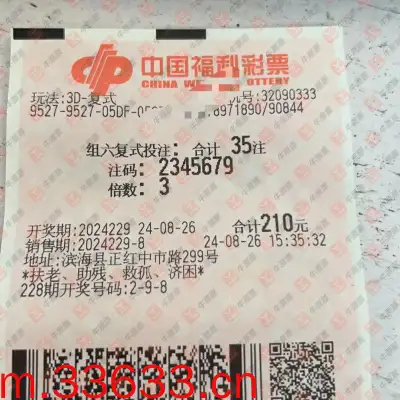 中国福利彩票
CHINA WE LOTTERY
玩法:3D-复式 机号:32090333
9527-9527-05DF- 8971890/90844
组六复式投注: 合计 35注
注码: 2345679
倍数: 3
开奖期:2024229 24-08-26 合计210元
销售期:2024229-8 24-08-26 15:35:32
地址:滨海县正红中市路299号
*扶老、助残、救孤、济困*
228期开奖号码:2-9-8
m.33633.cn